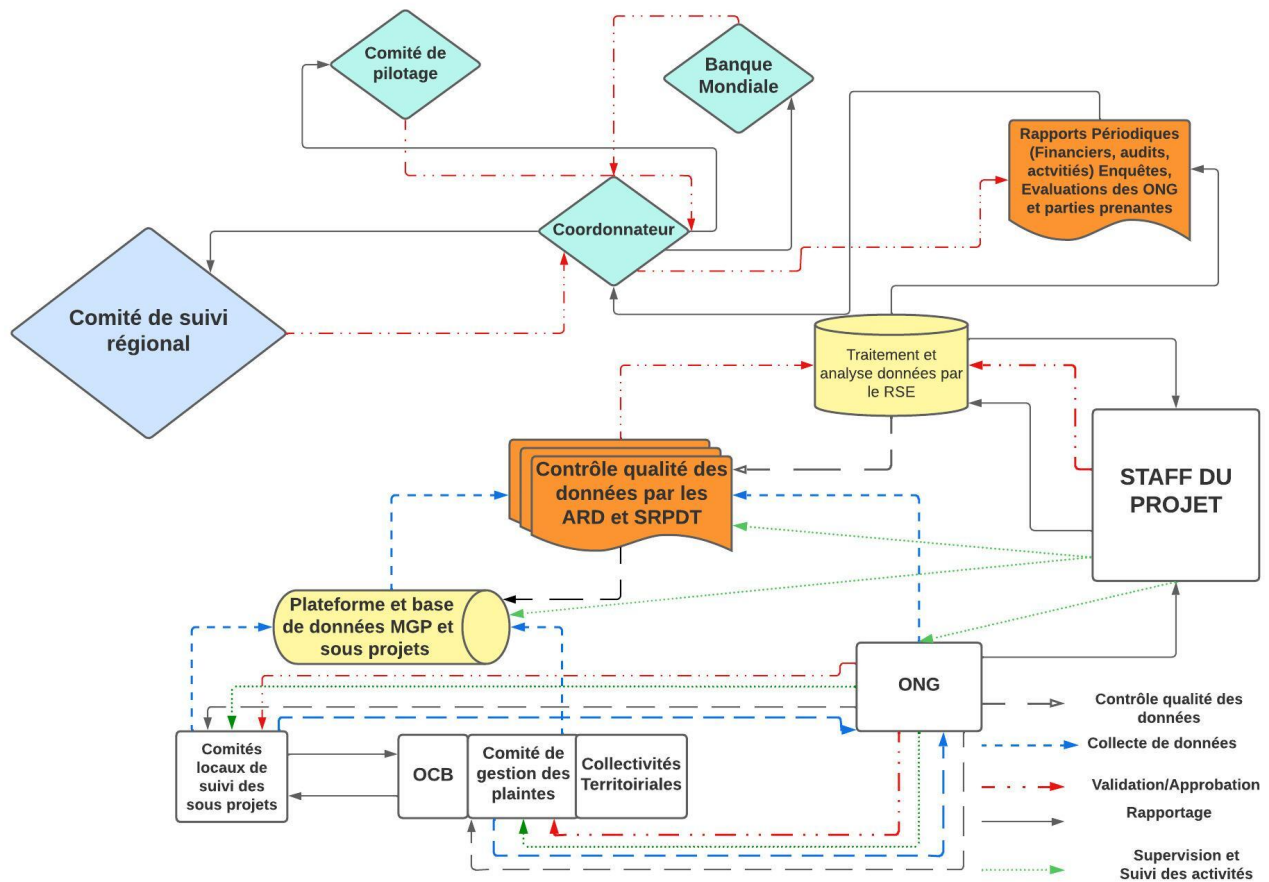 Comité de
pilotage
Banque
Mondiale
Rapports Périodiques
(Financiers, audits,
actvitiés) Enquêtes,
Evaluations des ONG
et parties prenantes
Coordonnateur
Comité de suivi
régional
Traitement et
analyse données par
le RSE
STAFF DU
PROJET
Contrôle qualité des
données par les
ARD et SRPDT
Plateforme et base
de données MGP et
sous projets
ONG
Comités
locaux de
suivi des
sous projets
OCB
Comité de
gestion des
plaintes
Collectivités
Territoiriales
Contrôle qualité des
données
Collecte de données
Validation/Approbation
Rapportage
Supervision et
Suivi des activités